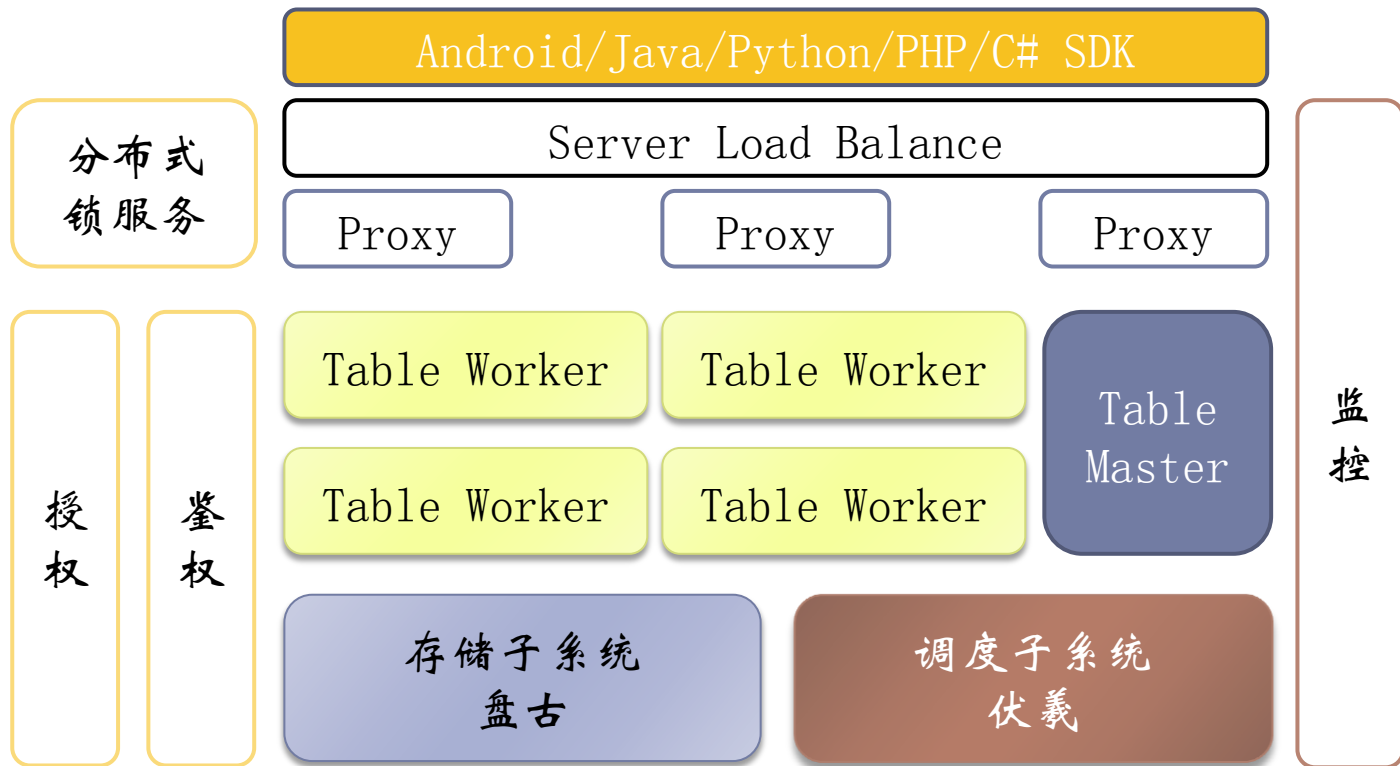 Android/Java/Python/PHP/C# SDK
分布式
锁服务
Server Load Balance
Proxy
Proxy
Proxy
授
权
鉴
权
Table Worker
Table Worker
Table Worker
Table Worker
Table
Master
监
控
存储子系统
盘古
调度子系统
伏羲